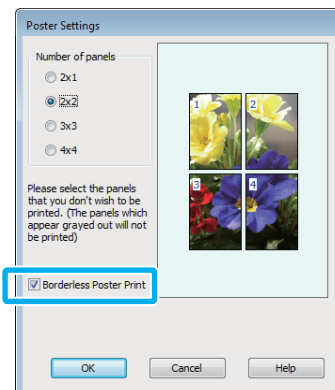 Poster Settings
Number of panels
2x1
2x2
3x3
4x4
Please select the panels
that you don't wish to be
printed. (The panels which
appear grayed out will not
be printed)
1
2
3
4
Borderless Poster Print
OK
Cancel
Help